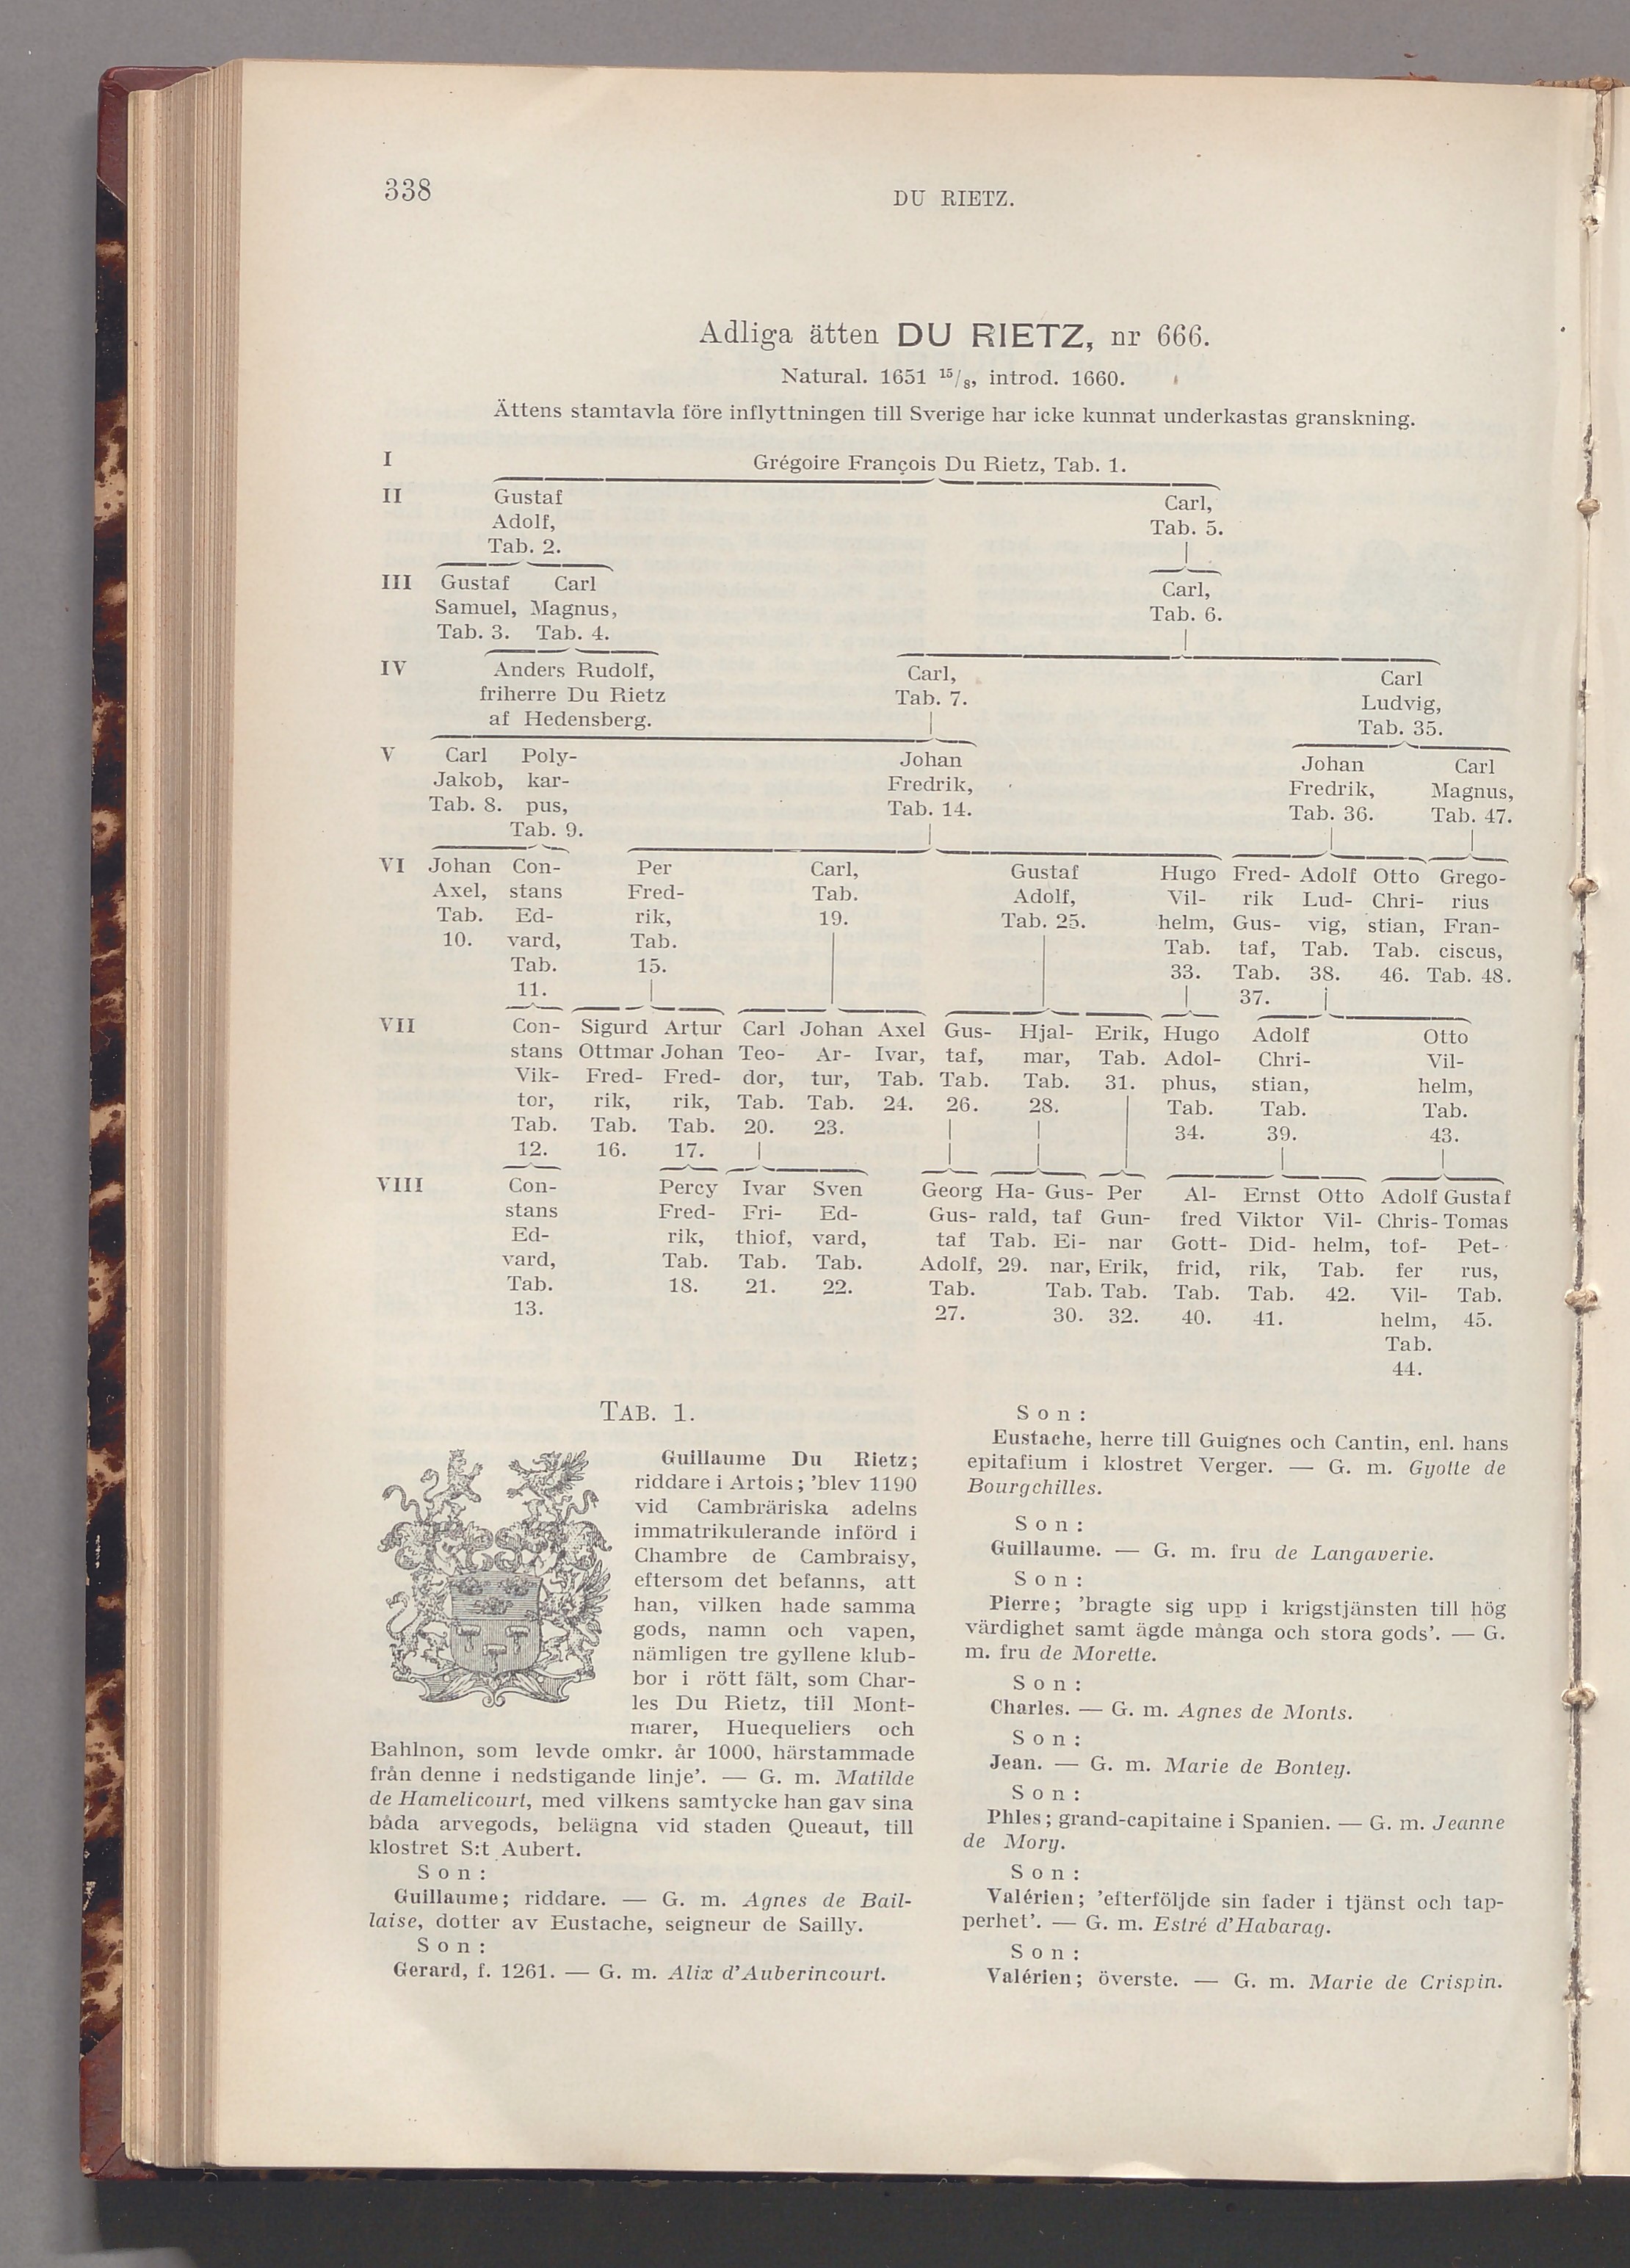 338
DU RIETZ.
Adliga ätten DU RIETZ, nr 666.
Natural. 1651 15/8, introd. 1660.
Ättens stamtavla före inflyttningen till Sverige har icke kunnat underkastas granskning.
I Grégoire François Du Rietz, Tab. 1.
II Gustaf Carl,
Adolf, Tab. 5.
Tab. 2.
III Gustaf Carl Carl,
Samuel, Magnus, Tab. 6.
Tab. 3. Tab. 4.
IV Anders Rudolf, Carl, Carl
friherre Du Rietz Tab. 7. Ludvig,
af Hedensberg. Tab. 35.
V Carl Poly- Johan Johan Carl
Jakob, kar- Fredrik, Fredrik, Magnus,
Tab. 8. pus, Tab. 14. Tab. 36. Tab. 47.
Tab. 9.
VI Johan Con- Per Carl, Gustaf Hugo Fred- Adolf Otto Grego-
Axel, stans Fred- Tab. Adolf, Vil- rik Lud- Chri- rius
Tab. Ed- rik, 19. Tab. 25. helm, Gus- vig, stian, Fran-
10. vard, Tab. Tab. taf, Tab. Tab. ciscus,
Tab. 15. 33. Tab. 38. 46. Tab. 48.
11. 37.
VII Con- Sigurd Artur Carl Johan Axel Gus- Hjal- Erik, Hugo Adolf Otto
stans Ottmar Johan Teo- Ar- Ivar, taf, mar, Tab. Adol- Chri- Vil-
Vik- Fred- Fred- dor, tur, Tab. Tab. Tab. 31. phus, stian, helm,
tor, rik, rik, Tab. Tab. 24. 26. 28. Tab. Tab. Tab.
Tab. Tab. Tab. 20. 23. 34. 39. 43.
12. 16. 17.
VIII Con- Percy Ivar Sven Georg Ha- Gus- Per Al- Ernst Otto Adolf Gustaf
stans Fred- Fri- Ed- Gus- rald, taf Gun- fred Viktor Vil- Chris- Tomas
Ed- rik, thiof, vard, taf Tab. Ei- nar Gott- Did- helm, tof- Pet-
vard, Tab. Tab. Tab. Adolf, 29. nar, Erik, frid, rik, Tab. fer rus,
Tab. 18. 21. 22. Tab. Tab. Tab. Tab. Tab. 42. Vil- Tab.
13. 27. 30. 32. 40. 41. helm, 45.
Tab.
44.
TAB. 1.
Guillaume Du Rietz;
riddare i Artois; ’blev 1190
vid Cambräriska adelns
immatrikulerande införd i
Chambre de Cambraisy,
eftersom det befanns, att
han, vilken hade samma
gods, namn och vapen,
nämligen tre gyllene klub-
bor i rött fält, som Char-
les Du Rietz, till Mont-
marer, Huequeliers och
Bahlnon, som levde omkr. år 1000, härstammade
från denne i nedstigande linje’. — G. m. Matilde
de Hamelicourt, med vilkens samtycke han gav sina
båda arvegods, belägna vid staden Queaut, till
klostret S:t Aubert.
Son:
Guillaume; riddare. — G. m. Agnes de Bail-
laise, dotter av Eustache, seigneur de Sailly.
Son:
Gerard, f. 1261. — G. m. Alix d’Auberincourt.
Son:
Eustache, herre till Guignes och Cantin, enl. hans
epitafium i klostret Verger. — G. m. Gyotte de
Bourgchilles.
Son:
Guillaume. — G. m. fru de Langaverie.
Son:
Pierre; ’bragte sig upp i krigstjänsten till hög
värdighet samt ägde många och stora gods’. — G.
m. fru de Morette.
Son:
Charles. — G. m. Agnes de Monts.
Son:
Jean. — G. m. Marie de Bontey.
Son:
Phles; grand-capitaine i Spanien. — G. m. Jeanne
de Mory.
Son:
Valérien; ’efterföljde sin fader i tjänst och tap-
perhet’. — G. m. Estré d’Habarag.
Son:
Valérien; överste. — G. m. Marie de Crispin.